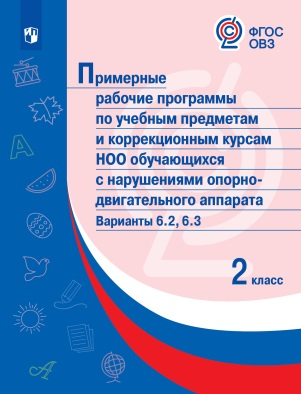 ФГОС
ОВЗ
Примерные
рабочие программы
по учебным предметам
и коррекционным курсам
НОО обучающихся
с нарушениями опорно-
двигательного аппарата
Варианты 6.2, 6.3
2 класс
А
А